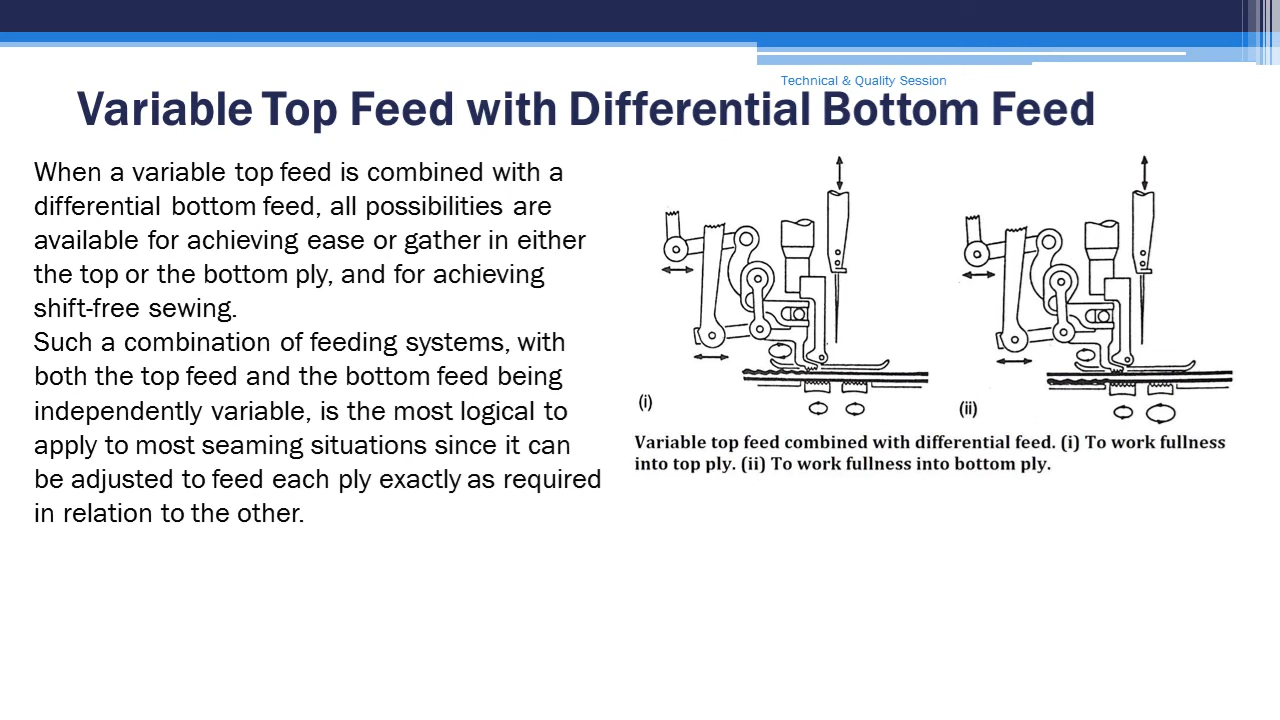 Technical & Quality Session
Variable Top Feed with Differential Bottom Feed
When a variable top feed is combined with a
differential bottom feed, all possibilities are
available for achieving ease or gather in either
the top or the bottom ply, and for achieving
shift-free sewing.
Such a combination of feeding systems, with
both the top feed and the bottom feed being
independently variable, is the most logical to
apply to most seaming situations since it can
be adjusted to feed each ply exactly as required
in relation to the other.
(i)
(ii)
Variable top feed combined with differential feed. (i) To work fullness
into top ply. (ii) To work fullness into bottom ply.